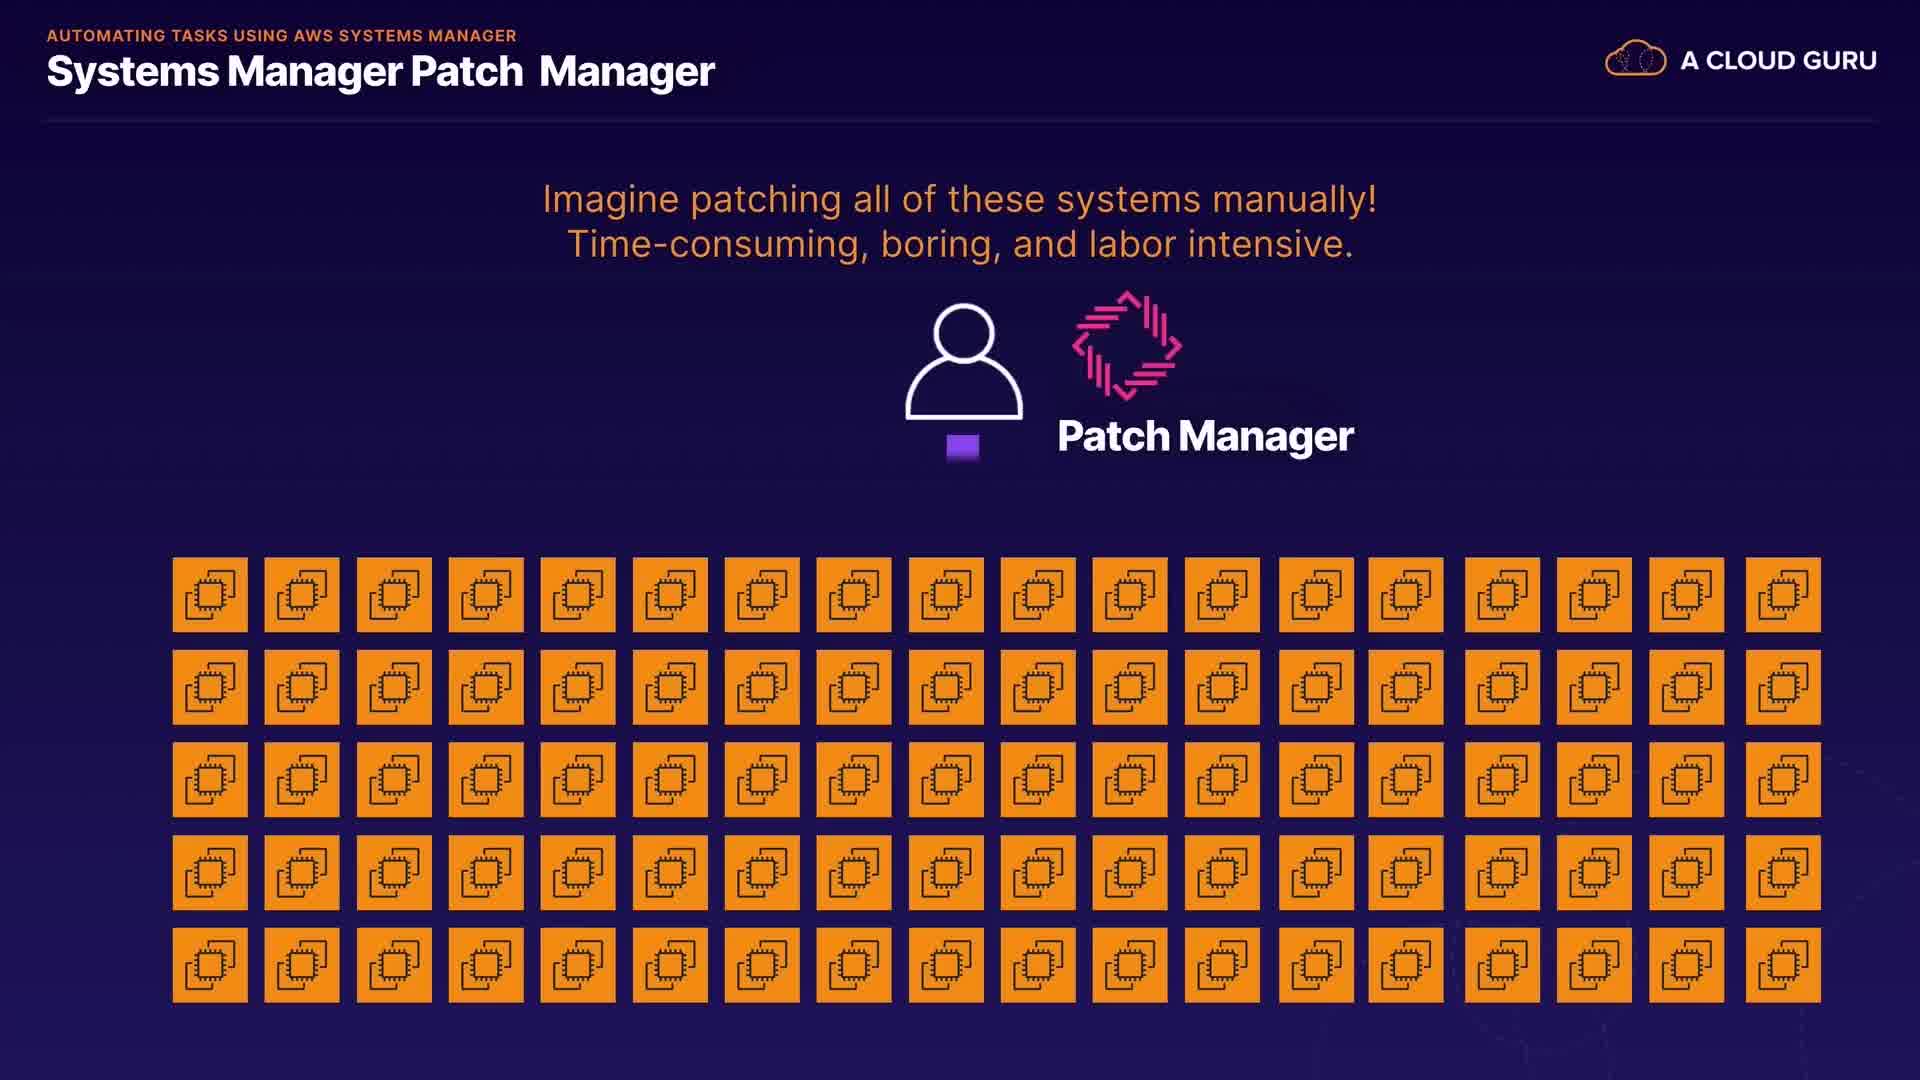 AUTOMATING TASKS USING AWS SYSTEMS MANAGER
Systems Manager Patch Manager
A CLOUD GURU
Imagine patching all of these systems manually!
Time-consuming, boring, and labor intensive.
Patch Manager